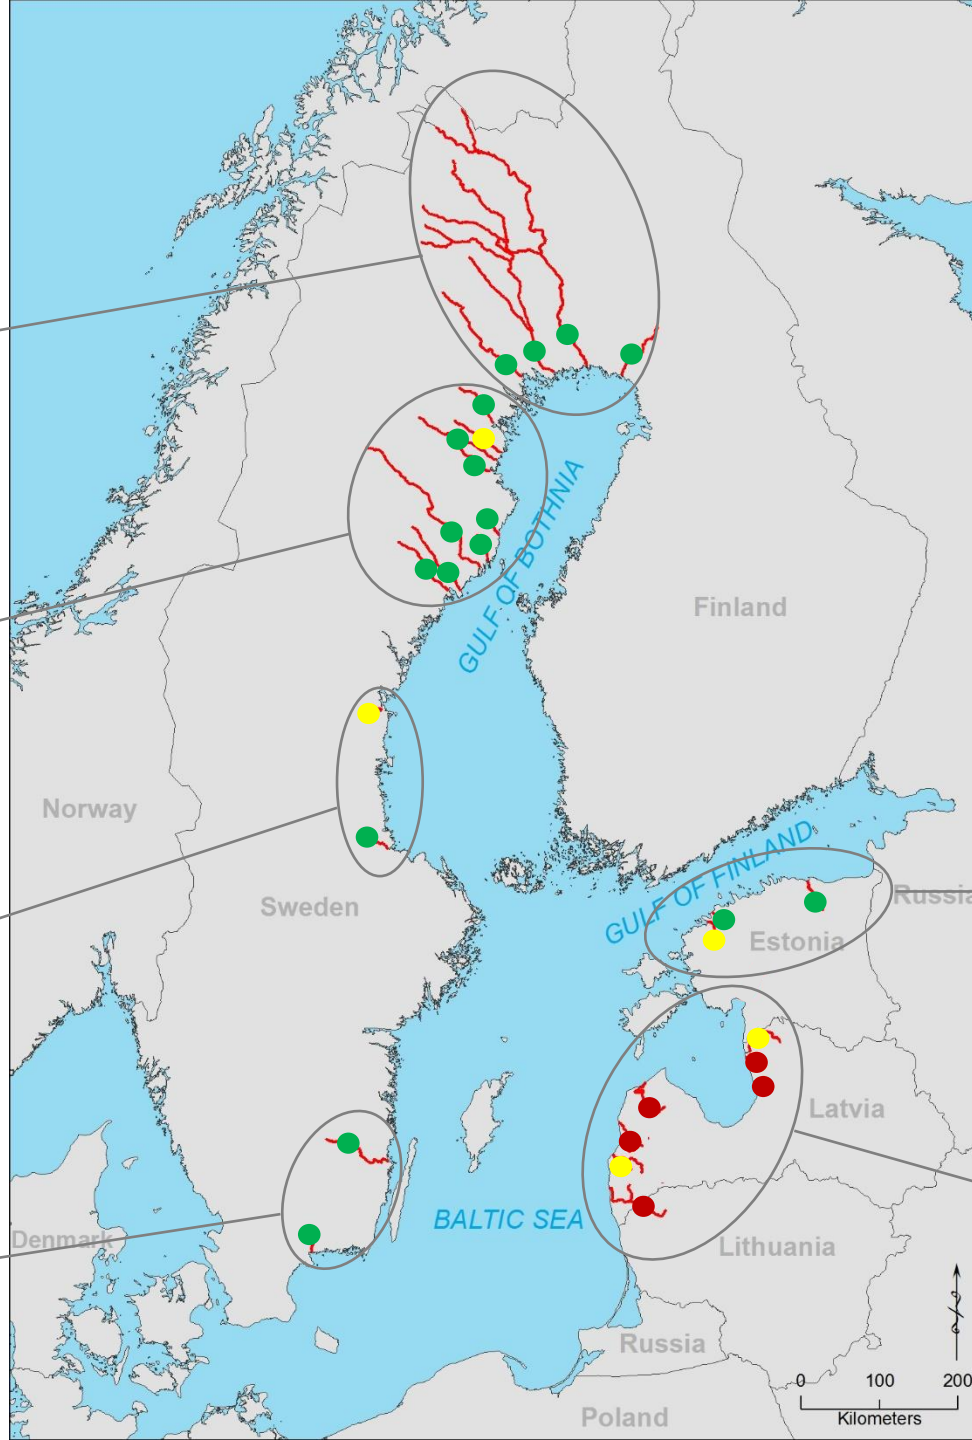 GULF OF BOTHNIA
Finland
Norway
GULF OF FINLAND
Russia
Sweden
Estonia
Latvia
BALTIC SEA
Denmark
Lithuania
Russia
0 100 200
Kilometers
Poland